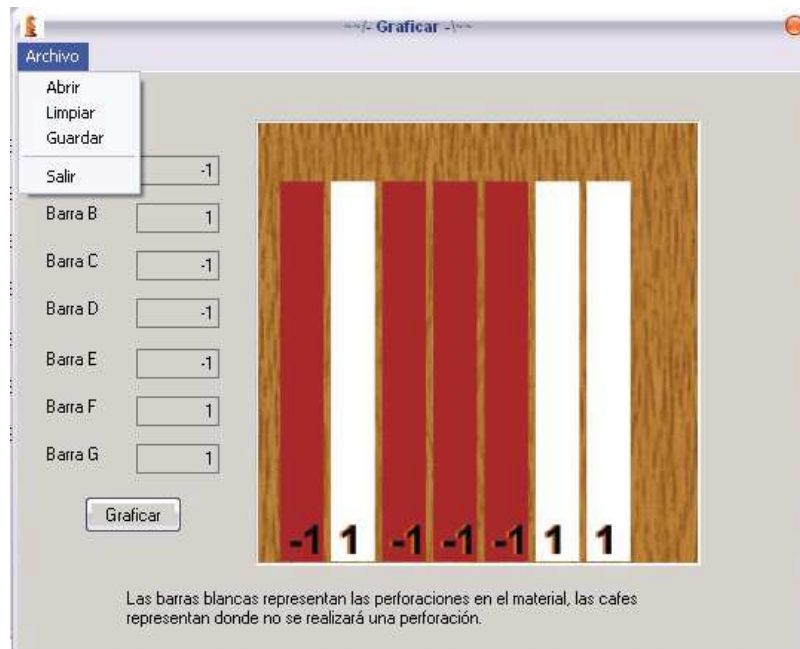 ~~/- Graficar -\~~
Archivo
Abrir
Limpiar
Guardar
Salir
-1
Barra B 1
Barra C -1
Barra D -1
Barra E -1
Barra F 1
Barra G 1
Graficar
-1 1 -1 -1 -1 1 1
Las barras blancas representan las perforaciones en el material, las cafes
representan donde no se realizará una perforación.